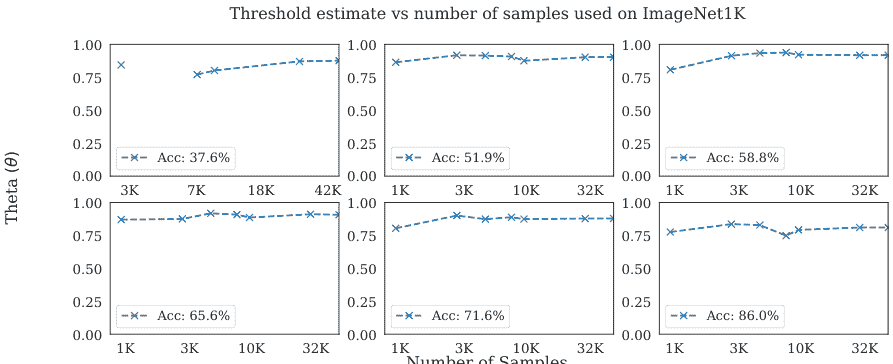 Threshold estimate vs number of samples used on ImageNet1K
Theta (θ)
1.00
0.75
0.50
0.25
0.00
Acc: 37.6%
3K 7K 18K 42K
1.00
0.75
0.50
0.25
0.00
Acc: 51.9%
1K 3K 10K 32K
1.00
0.75
0.50
0.25
0.00
Acc: 58.8%
1K 3K 10K 32K
1.00
0.75
0.50
0.25
0.00
Acc: 65.6%
1K 3K 10K 32K
1.00
0.75
0.50
0.25
0.00
Acc: 71.6%
1K 3K 10K 32K
1.00
0.75
0.50
0.25
0.00
Acc: 86.0%
1K 3K 10K 32K
Number of Samples